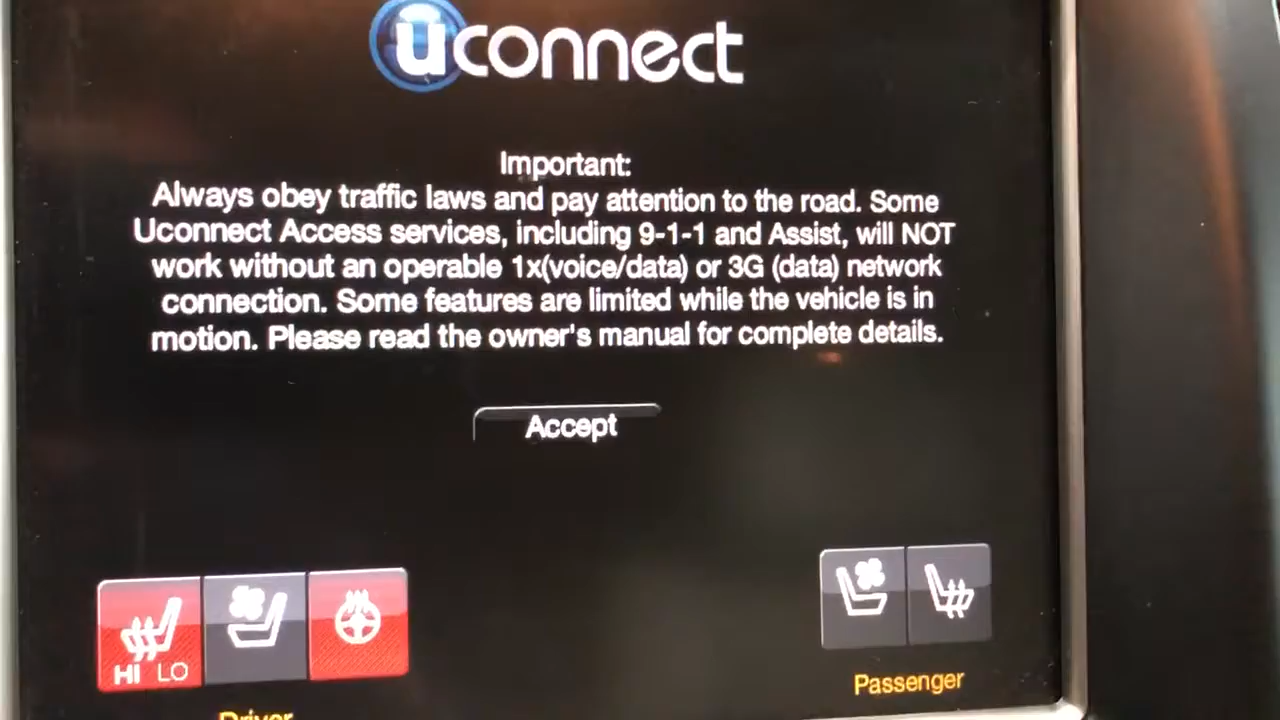 uconnect
Important:
Always obey traffic laws and pay attention to the road. Some
Uconnect Access services, including 9-1-1 and Assist, will NOT
work without an operable 1x(voice/data) or 3G (data) network
connection. Some features are limited while the vehicle is in
motion. Please read the owner's manual for complete details.
Accept
HI LO
Passenger
Driver